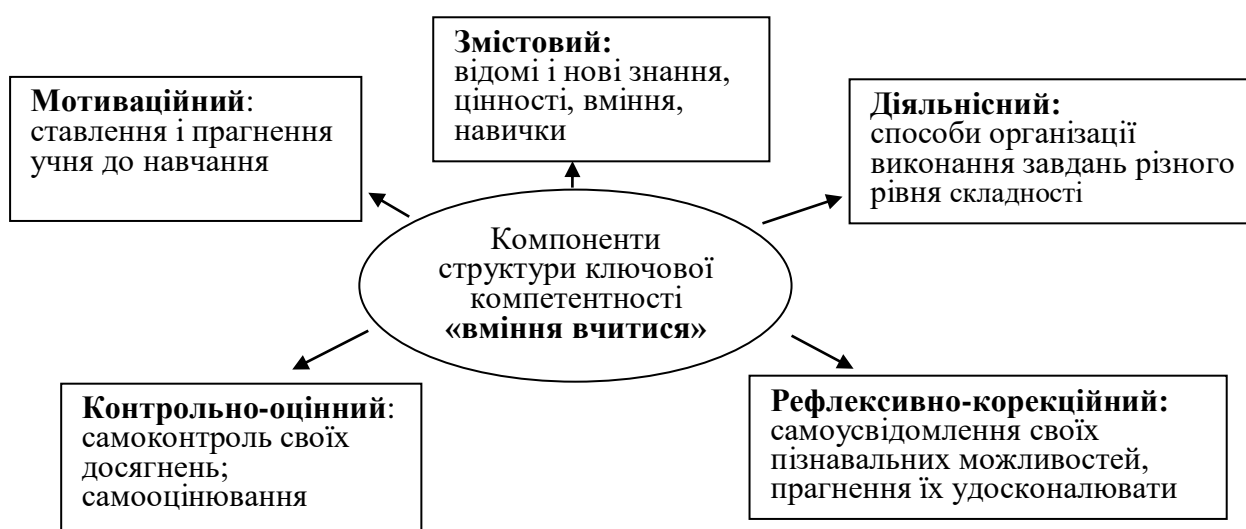 Мотиваційний:
ставлення і прагнення
учня до навчання
Змістовий:
відомі і нові знання,
цінності, вміння,
навички
Діяльнісний:
способи організації
виконання завдань різного
рівня складності
Компоненти
структури ключової
компетентності
«вміння вчитися»
Контрольно-оцінний:
самоконтроль своїх
досягнень;
самооцінювання
Рефлексивно-корекційний:
самоусвідомлення своїх
пізнавальних можливостей,
прагнення їх удосконалювати